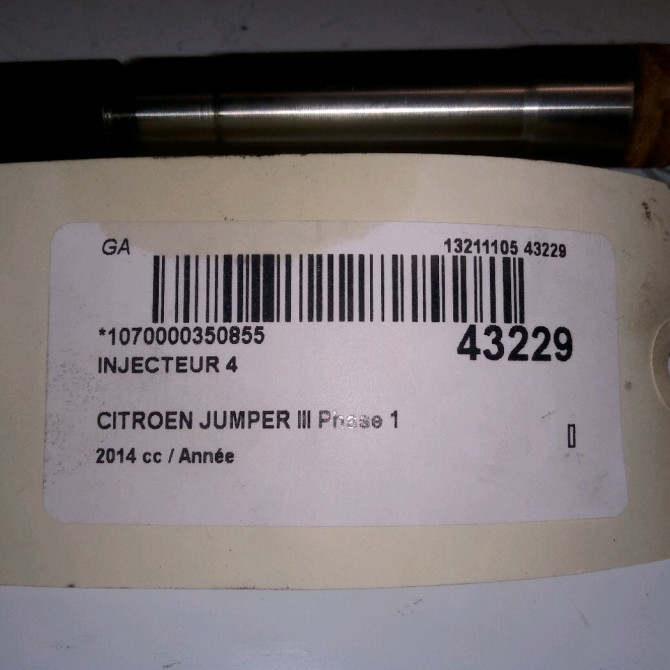 GA 13211105 43229
*1070000350855 43229
INJECTEUR 4
CITROEN JUMPER III Phase 1
2014 cc / Année